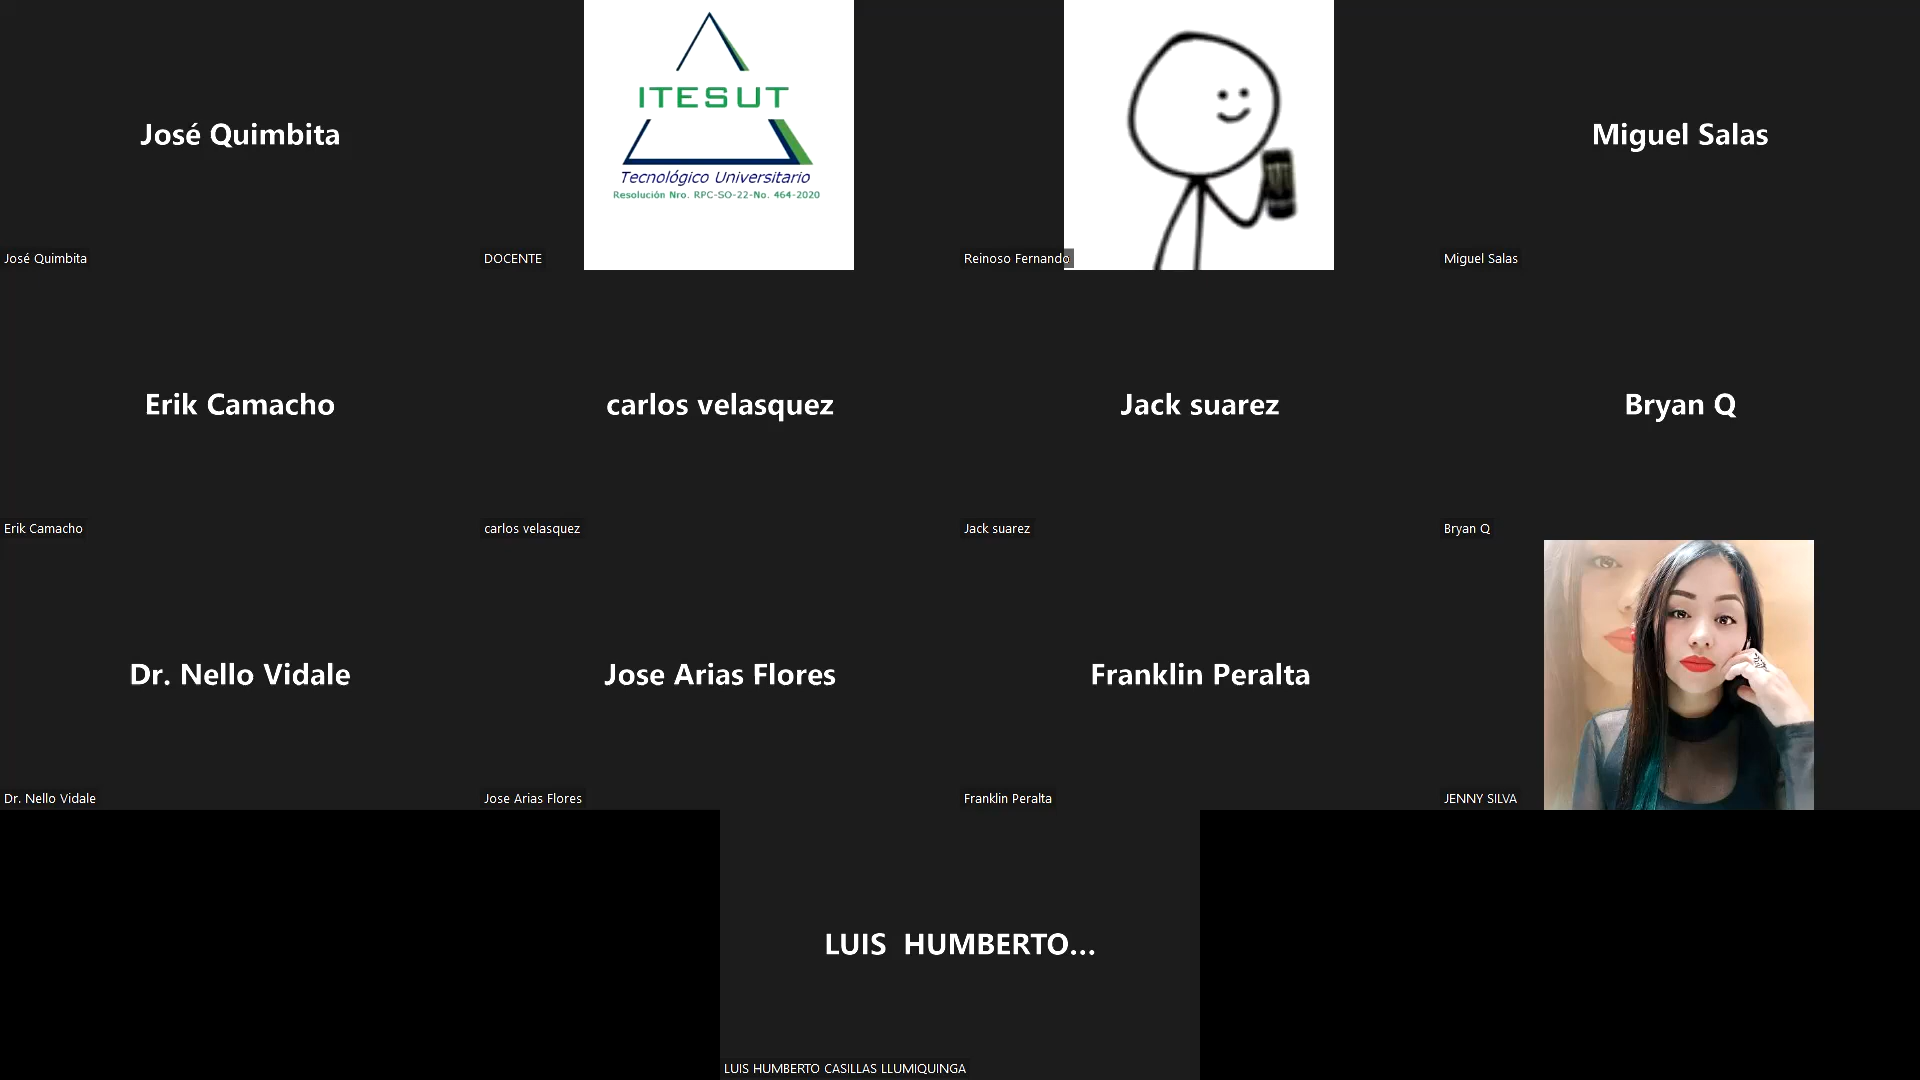 José Quimbita
José Quimbita
ITESUT
Tecnológico Universitario
Resolución Nro. RPC-SO-22-No. 464-2020
DOCENTE
Reinoso Fernando
Miguel Salas
Miguel Salas
Erik Camacho
Erik Camacho
carlos velasquez
carlos velasquez
Jack suarez
Jack suarez
Bryan Q
Bryan Q
Dr. Nello Vidale
Dr. Nello Vidale
Jose Arias Flores
Jose Arias Flores
Franklin Peralta
Franklin Peralta
JENNY SILVA
LUIS HUMBERTO...
LUIS HUMBERTO CASILLAS LLUMIQUINGA